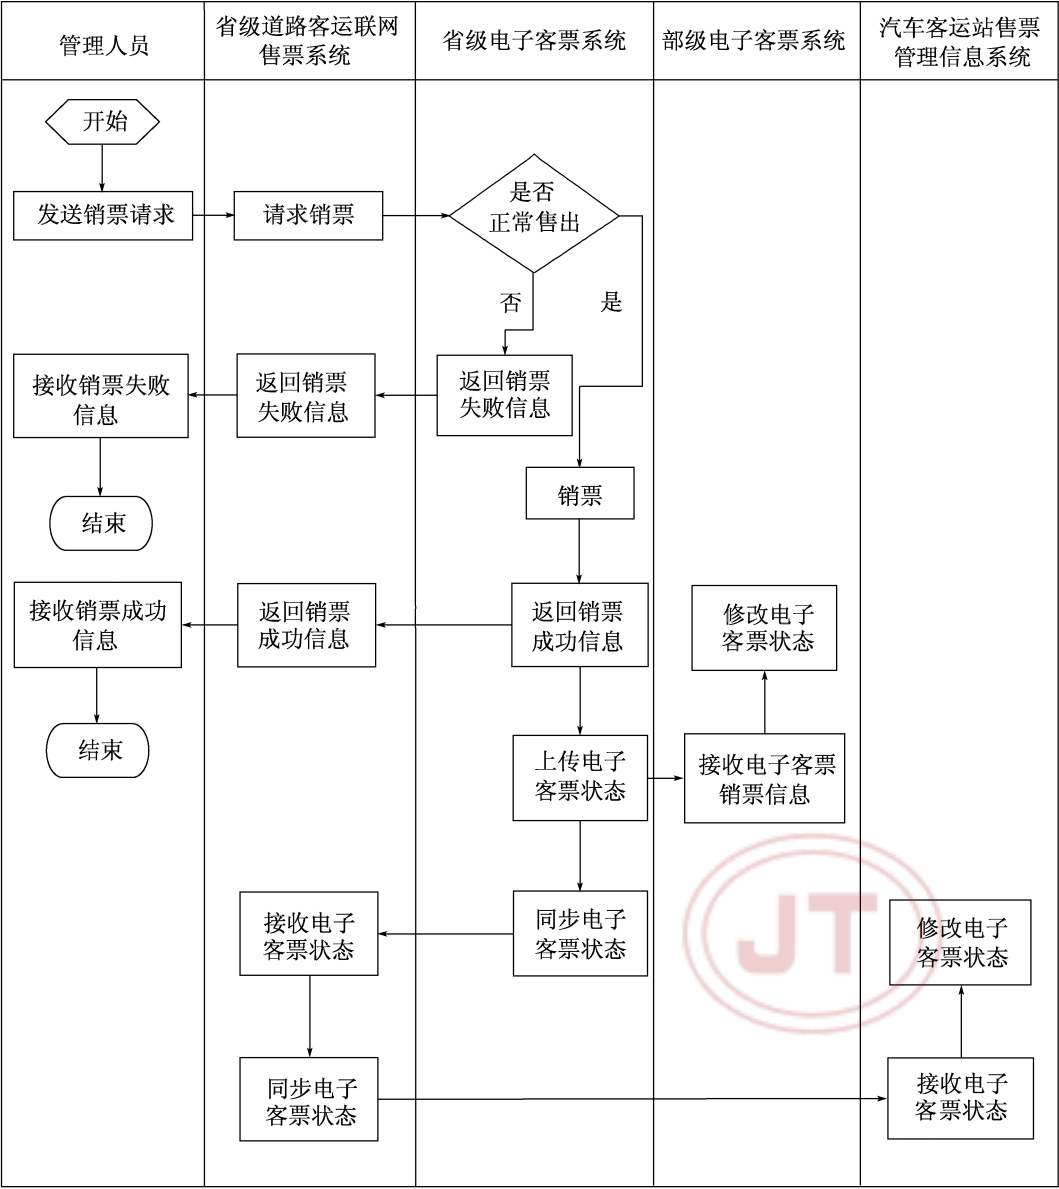 管理人员
省级道路客运联网
售票系统
省级电子客票系统
部级电子客票系统
汽车客运站售票
管理信息系统
开始
发送销票请求
请求销票
是否
正常售出
否
是
接收销票失败
信息
返回销票
失败信息
返回销票
失败信息
结束
销票
接收销票成功
信息
返回销票
成功信息
返回销票
成功信息
修改电子
客票状态
结束
上传电子
客票状态
接收电子客票
销票信息
JT
接收电子
客票状态
同步电子
客票状态
修改电子
客票状态
同步电子
客票状态
接收电子
客票状态